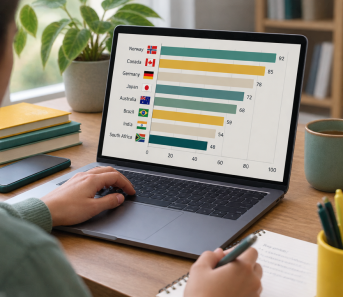 Norway 92
Canada 85
Germany 78
Japan 72
Australia 68
Brazil 59
India 54
South Africa 48
0 20 40 60 80 100